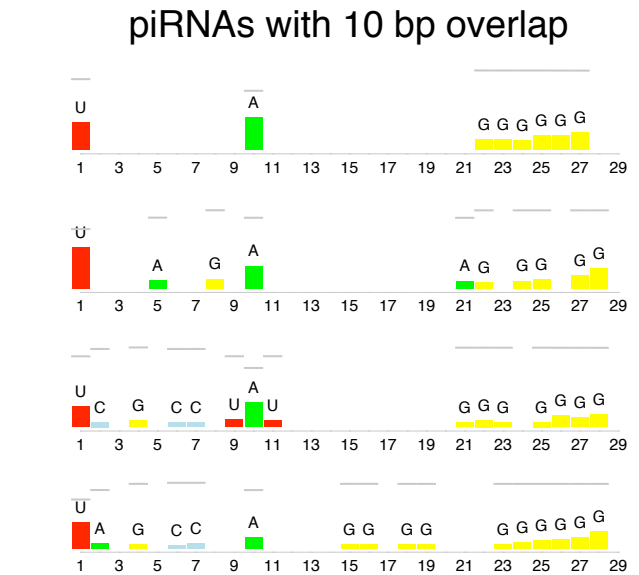 piRNAs with 10 bp overlap
U A G G G G G G
1 3 5 7 9 11 13 15 17 19 21 23 25 27 29
U A G A A G G G G G
1 3 5 7 9 11 13 15 17 19 21 23 25 27 29
U C G C C U A U G G G G G G G
1 3 5 7 9 11 13 15 17 19 21 23 25 27 29
U A G C C A G G G G G G G G G G
1 3 5 7 9 11 13 15 17 19 21 23 25 27 29